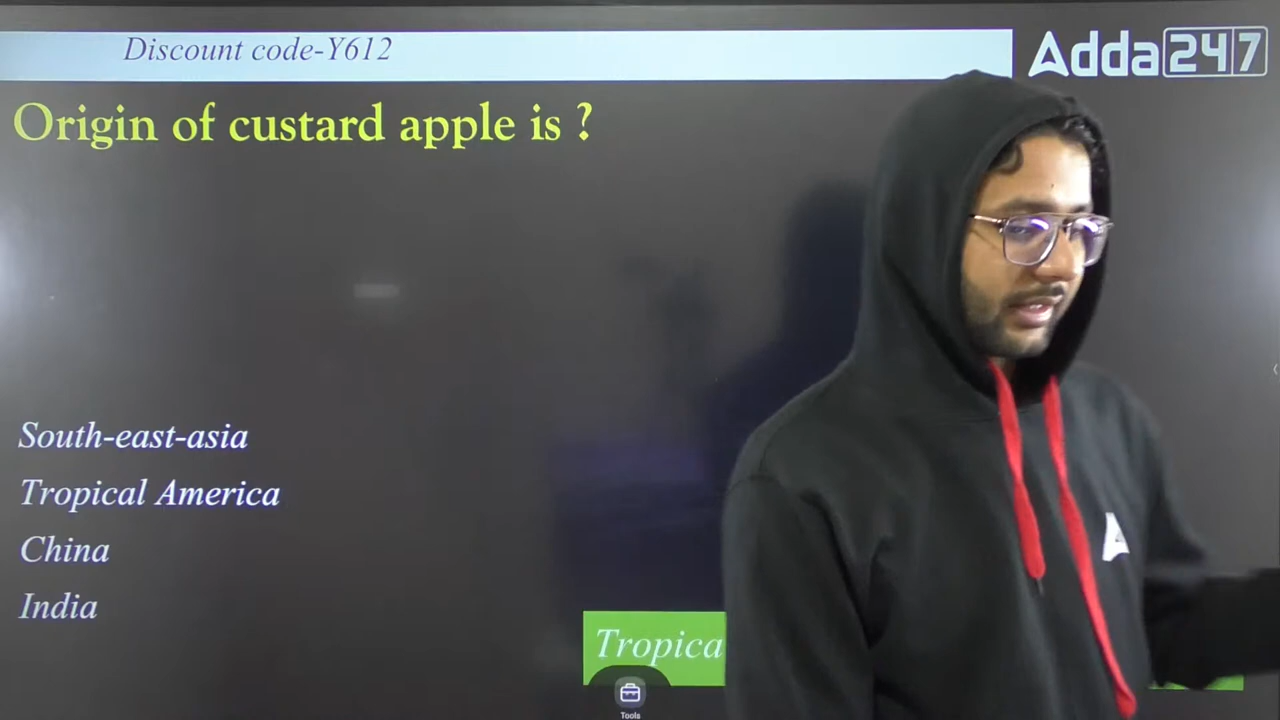 Discount code-Y612
Adda247
Origin of custard apple is ?
South-east-asia
Tropical America
China
India
Tropica
Tools